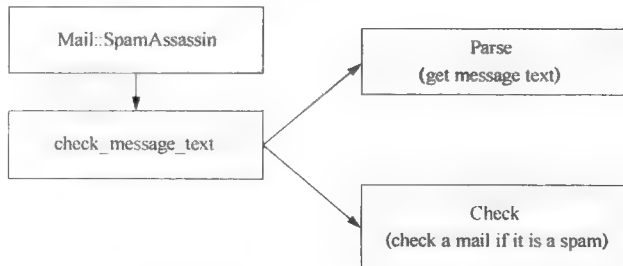 Mail::SpamAssassin
check_message_text
Parse
(get message text)
Check
(check a mail if it is a spam)